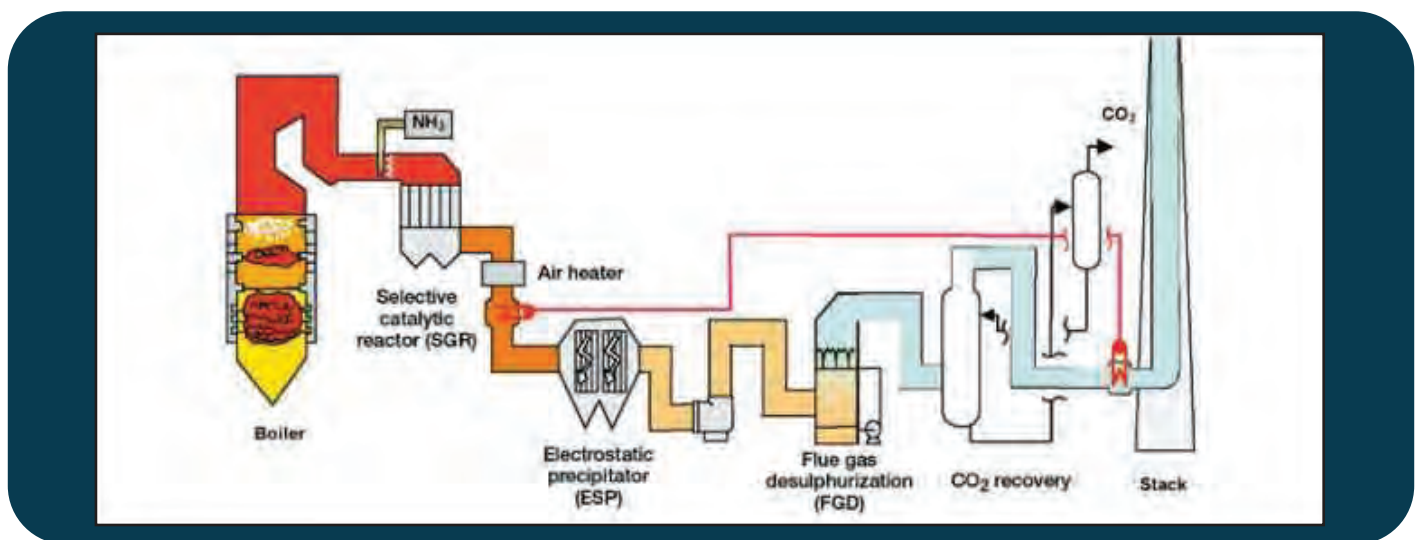 NH3
CO2
Air heater
Selective
catalytic
reactor (SGR)
Boiler
Electrostatic
precipitator
(ESP)
Flue gas
desulphurization
(FGD)
CO2 recovery
Stack